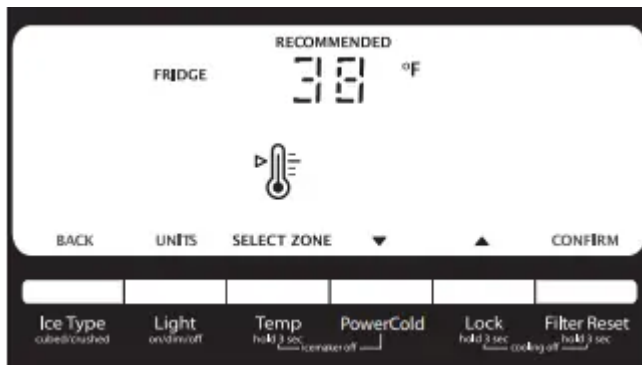 RECOMMENDED
FRIDGE 38 °F
BACK UNITS SELECT ZONE ▼ ▲ CONFIRM
Ice Type Light Temp PowerCold Lock Filter Reset
cubed/crushed on/dim/off hold 3 sec hold 3 sec hold 3 sec
icemaker off cooling off